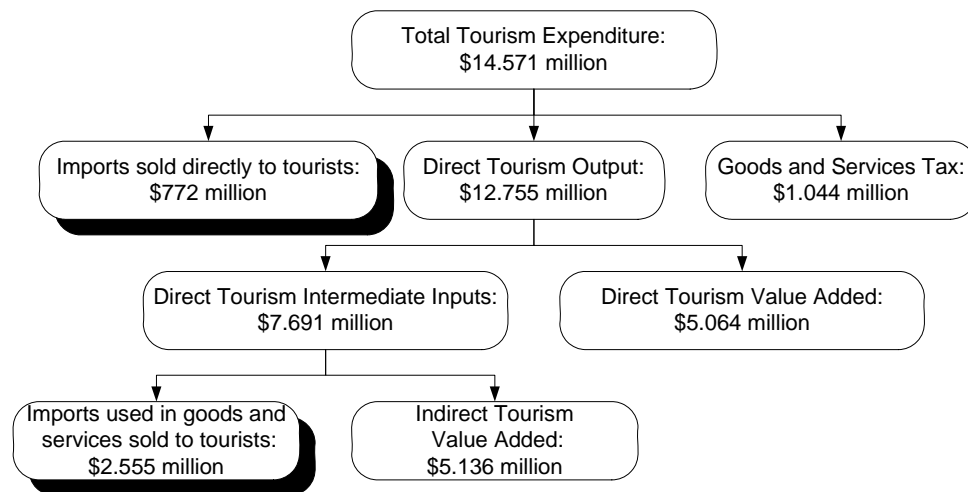 Total Tourism Expenditure:
$14.571 million
Imports sold directly to tourists:
$772 million
Direct Tourism Output:
$12.755 million
Goods and Services Tax:
$1.044 million
Direct Tourism Intermediate Inputs:
$7.691 million
Direct Tourism Value Added:
$5.064 million
Imports used in goods and
services sold to tourists:
$2.555 million
Indirect Tourism
Value Added:
$5.136 million